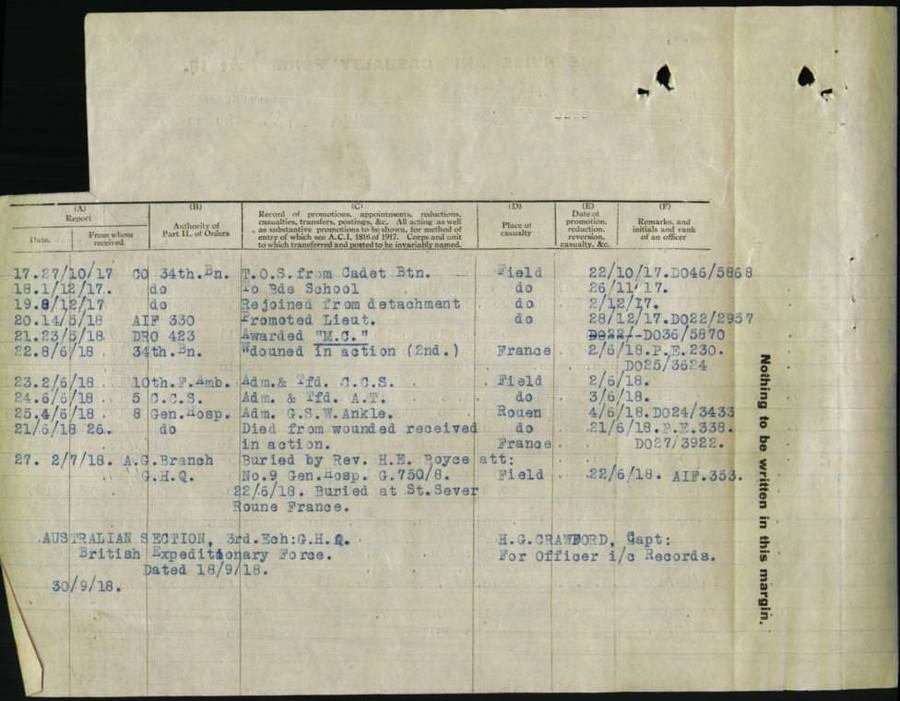 (A)
Report
Date.
From whom received
(B)
Authority of Part II. of Orders
(C)
Record of promotions, appointments, reductions,
casualties, transfers, postings, &c. All acting as well
as substantive promotions to be shown, for method of
entry of which see A.C.I. 1816 of 1917. Corps and unit
to which transferred and posted to be invariably named.
(D)
Place of casualty
(E)
Date of promotion, reduction, reversion, casualty, &c.
(F)
Remarks, and initials and rank of an officer
17.27/10/17 CO 34th.Bn. T.O.S. from Cadet Btn. Field 22/10/17.DO46/5868
18.1/12/17. do To Bde School do 26/11/17.
19.8/12/17 do Rejoined from detachment do 2/12/17.
20.14/5/18 AIF 330 Promoted Lieut. do 28/12/17.DO22/2957
21.23/5/18 DRO 423 Awarded "M.C." DO22/-DO36/5870
22.8/6/18 34th.Bn. Wdouned in action (2nd.) France 2/6/18.P.E.230.
DO25/3624
23.2/6/18 10th.F.Amb. Adm.& Tfd. C.C.S. Field 2/6/18.
24.6/6/18 5 C.C.S. Adm. & Tfd. A.T. do 3/6/18.
25.4/6/18 8 Gen.Hosp. Adm. G.S.W.Ankle. Rouen 4/6/18.DO24/3433
21/6/18 26. do Died from wounded received do 21/6/18.P.E.338.
in action. France DO27/3922.
27. 2/7/18. A.G.Branch Buried by Rev. H.E. Boyce att:
G.H.Q. No.9 Gen.Hosp. G.750/8. Field 22/6/18. AIF.353.
22/6/18. Buried at St.Sever
Roune France.
AUSTRALIAN SECTION, 3rd.Ech:G.H.Q. H.G.CRAWFORD, Capt:
British Expeditionary Force. For Officer i/c Records.
Dated 18/9/18.
30/9/18.
Nothing to be written in this margin.